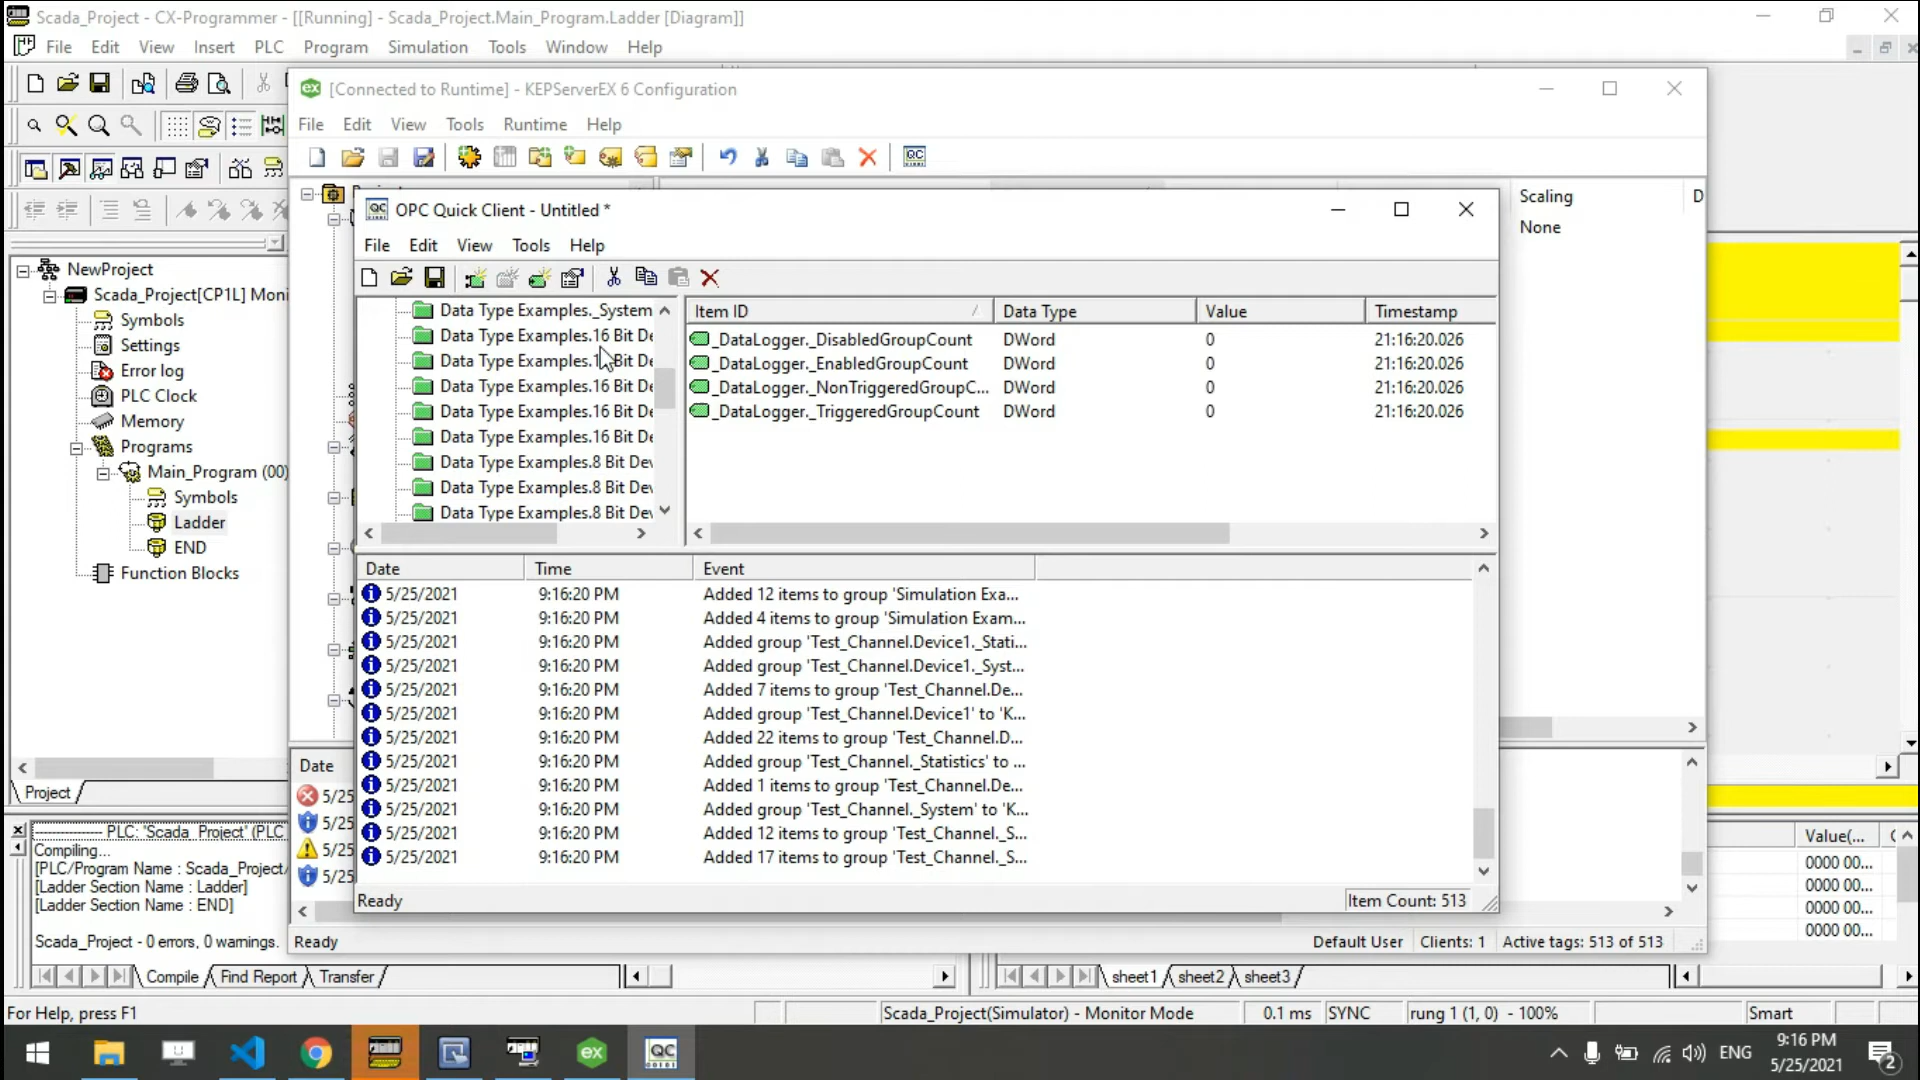 Scada_Project - CX-Programmer - [[Running] - Scada_Project.Main_Program.Ladder [Diagram]]
File Edit View Insert PLC Program Simulation Tools Window Help
[Connected to Runtime] - KEPServerEX 6 Configuration
File Edit View Tools Runtime Help
Scaling D
None
OPC Quick Client - Untitled *
File Edit View Tools Help
NewProject
Scada_Project[CP1L] Moni
Symbols
Settings
Error log
PLC Clock
Memory
Programs
Main_Program (00)
Symbols
Ladder
END
Function Blocks
Project
Data Type Examples._System
Data Type Examples.16 Bit De
Data Type Examples.1 Bit De
Data Type Examples.16 Bit De
Data Type Examples.16 Bit De
Data Type Examples.16 Bit De
Data Type Examples.8 Bit Dev
Data Type Examples.8 Bit Dev
Data Type Examples.8 Bit Dev
Item ID Data Type Value Timestamp
_DataLogger._DisabledGroupCount DWord 0 21:16:20.026
_DataLogger._EnabledGroupCount DWord 0 21:16:20.026
_DataLogger._NonTriggeredGroupC... DWord 0 21:16:20.026
_DataLogger._TriggeredGroupCount DWord 0 21:16:20.026
Date Time Event
5/25/2021 9:16:20 PM Added 12 items to group 'Simulation Exa...
5/25/2021 9:16:20 PM Added 4 items to group 'Simulation Exam...
5/25/2021 9:16:20 PM Added group 'Test_Channel.Device1._Stati...
5/25/2021 9:16:20 PM Added group 'Test_Channel.Device1._Syst...
5/25/2021 9:16:20 PM Added 7 items to group 'Test_Channel.De...
5/25/2021 9:16:20 PM Added group 'Test_Channel.Device1' to 'K...
5/25/2021 9:16:20 PM Added 22 items to group 'Test_Channel.D...
5/25/2021 9:16:20 PM Added group 'Test_Channel._Statistics' to ...
5/25/2021 9:16:20 PM Added 1 items to group 'Test_Channel.De...
5/25/2021 9:16:20 PM Added group 'Test_Channel._System' to 'K...
5/25/2021 9:16:20 PM Added 12 items to group 'Test_Channel._S...
5/25/2021 9:16:20 PM Added 17 items to group 'Test_Channel._S...
Ready Item Count: 513
Date
5/25
5/25
5/25
5/25
Ready Default User Clients: 1 Active tags: 513 of 513
PLC: 'Scada_Project' (PLC
Compiling...
[PLC/Program Name : Scada_Project/
[Ladder Section Name : Ladder]
[Ladder Section Name : END]
Scada_Project - 0 errors, 0 warnings.
Compile Find Report Transfer
Value(...
0000 00...
0000 00...
0000 00...
0000 00...
sheet1 sheet2 sheet3
For Help, press F1 Scada_Project(Simulator) - Monitor Mode 0.1 ms SYNC rung 1 (1, 0) - 100% Smart
ENG 9:16 PM
5/25/2021 2